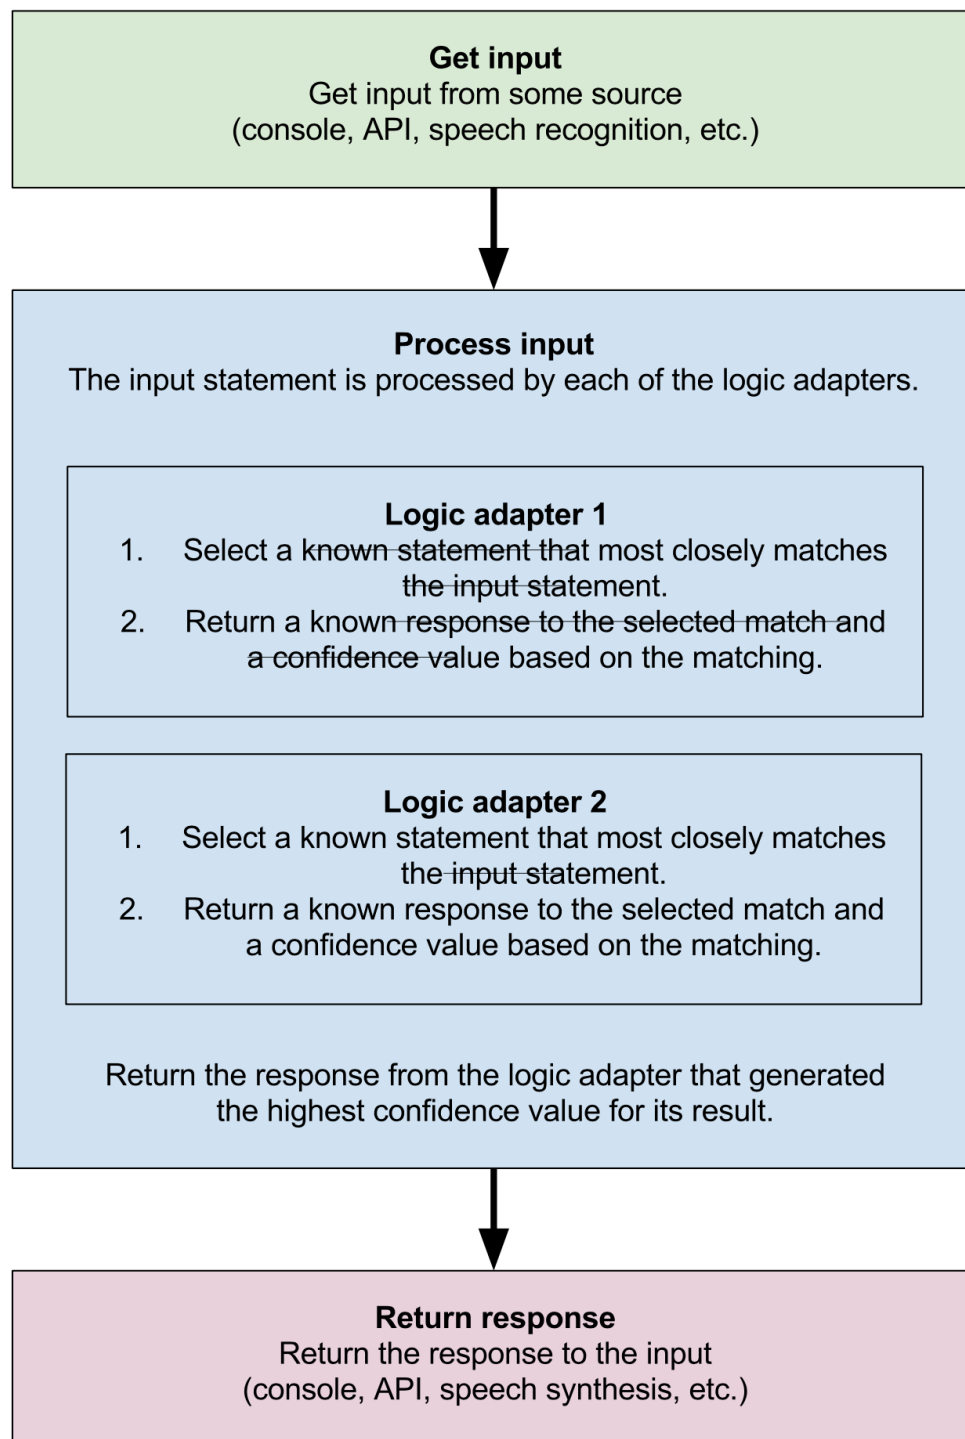 Get input
Get input from some source
(console, API, speech recognition, etc.)
Process input
The input statement is processed by each of the logic adapters.
Logic adapter 1
1. Select a known statement that most closely matches
the input statement.
2. Return a known response to the selected match and
a confidence value based on the matching.
Logic adapter 2
1. Select a known statement that most closely matches
the input statement.
2. Return a known response to the selected match and
a confidence value based on the matching.
Return the response from the logic adapter that generated
the highest confidence value for its result.
Return response
Return the response to the input
(console, API, speech synthesis, etc.)